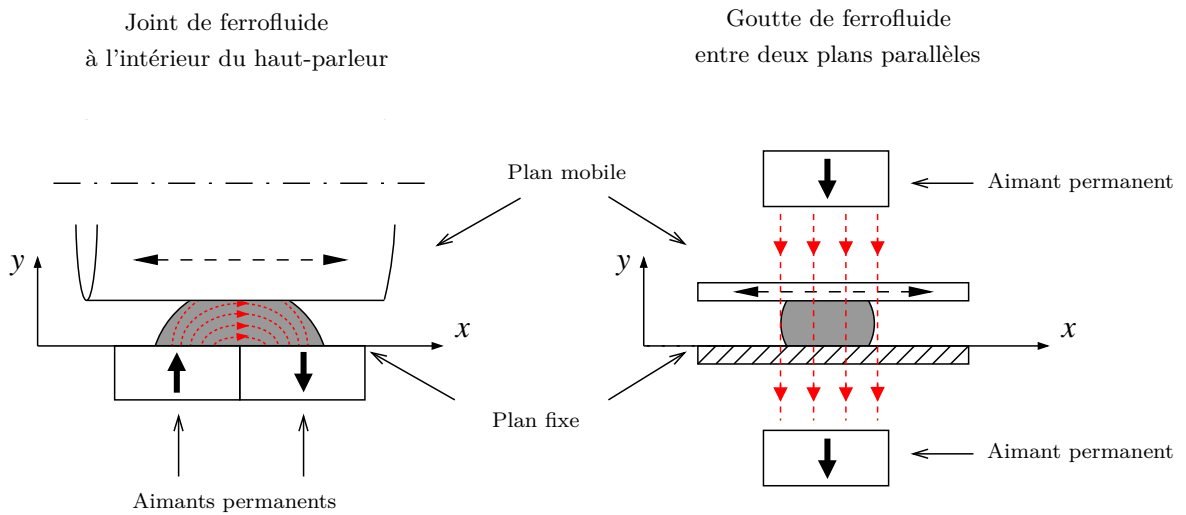 Joint de ferrofluide
à l'intérieur du haut-parleur
Goutte de ferrofluide
entre deux plans parallèles
Plan mobile
Aimant permanent
y
x
y
x
Plan fixe
Aimant permanent
Aimants permanents